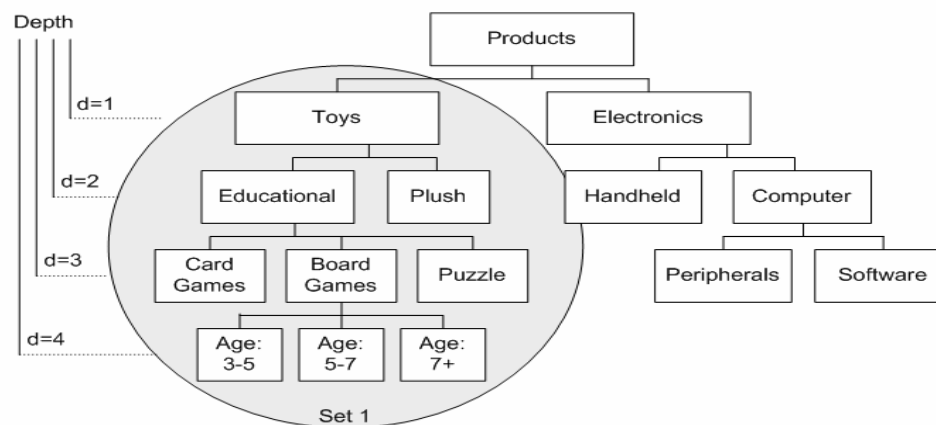 Depth
Products
d=1
Toys
Electronics
d=2
Educational
Plush
Handheld
Computer
d=3
Card
Games
Board
Games
Puzzle
Peripherals
Software
d=4
Age:
3-5
Age:
5-7
Age:
7+
Set 1